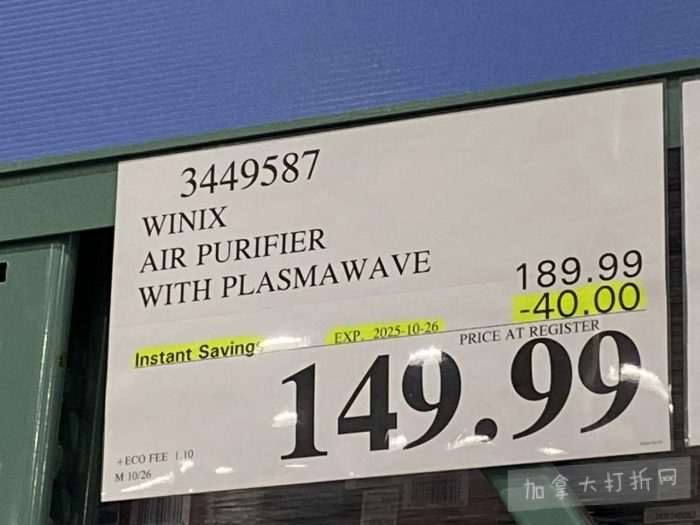 3449587
WINIX
AIR PURIFIER
WITH PLASMAWAVE
189.99
-40.00
Instant Savings EXP. 2025-10-26 PRICE AT REGISTER
149.99
+ECO FEE 1.10
M 10/26
加拿大打折网